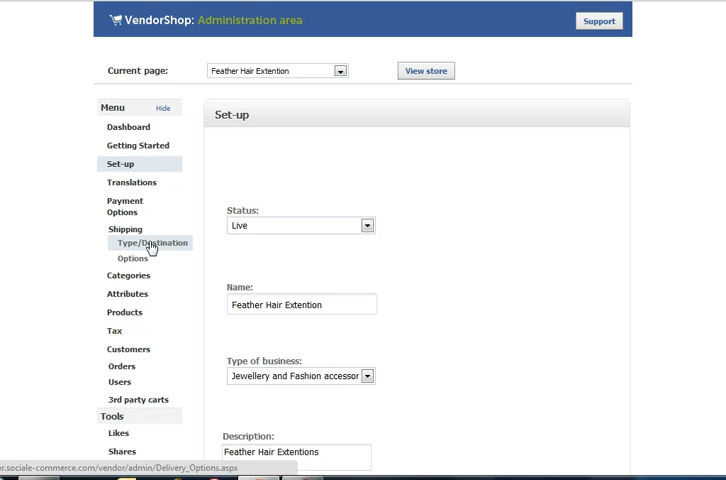 VendorShop: Administration area
Support
Current page:
Feather Hair Extention
View store
Menu
Hide
Set-up
Dashboard
Getting Started
Set-up
Translations
Payment
Options
Shipping
Type/Destination
Options
Categories
Attributes
Products
Tax
Customers
Orders
Users
3rd party carts
Tools
Likes
Shares
Status:
Live
Name:
Feather Hair Extention
Type of business:
Jewellery and Fashion accessor
Description:
Feather Hair Extentions
or.sociale-commerce.com/vendor/admin/Delivery_Options.aspx